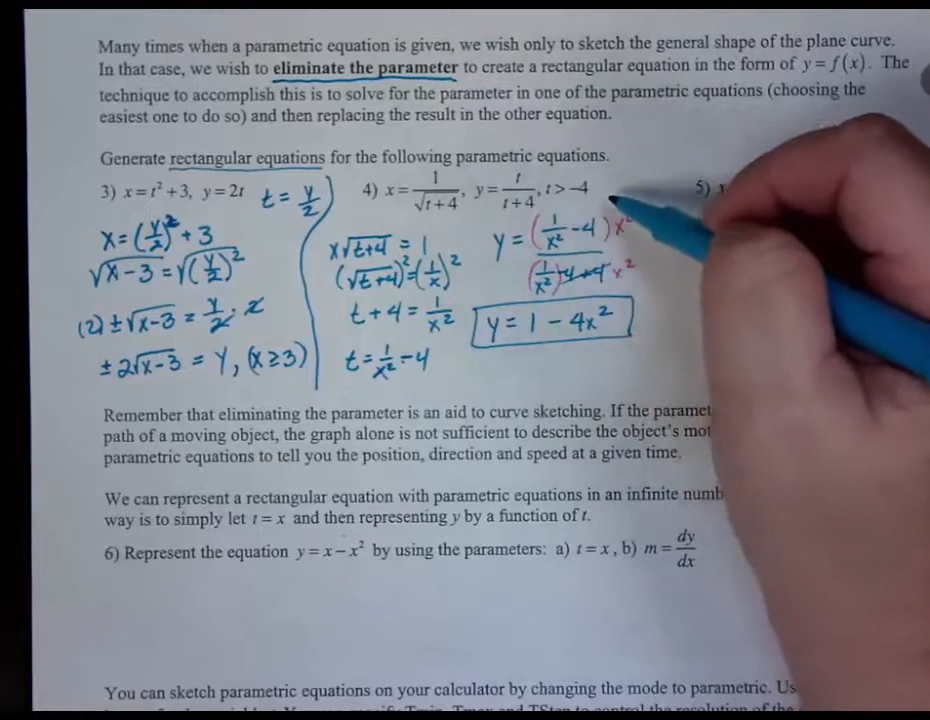 Many times when a parametric equation is given, we wish only to sketch the general shape of the plane curve.
In that case, we wish to eliminate the parameter to create a rectangular equation in the form of y = f(x). The
technique to accomplish this is to solve for the parameter in one of the parametric equations (choosing the
easiest one to do so) and then replacing the result in the other equation.
Generate rectangular equations for the following parametric equations.
3) x = t² + 3, y = 2t
t = y/2
x = (y/2)² + 3
√x-3 = √(y/2)²
(2) ± √x-3 = y/2 · 2
± 2√x-3 = y, (x ≥ 3)
4) x = 1/√t+4, y = t/t+4, t > -4
x√t+4 = 1
(√t+4)² = (1/x)²
t + 4 = 1/x²
t = 1/x² - 4
y = (1/x² - 4) x²
(1/x²) - 4 + 4 x²
y = 1 - 4x²
5)
Remember that eliminating the parameter is an aid to curve sketching. If the
path of a moving object, the graph alone is not sufficient to describe the object's
parametric equations to tell you the position, direction and speed at a given time.
We can represent a rectangular equation with parametric equations in an infinite
way is to simply let t = x and then representing y by a function of t.
6) Represent the equation y = x - x² by using the parameters: a) t = x, b) m = dy/dx
You can sketch parametric equations on your calculator by changing the mode to parametric.